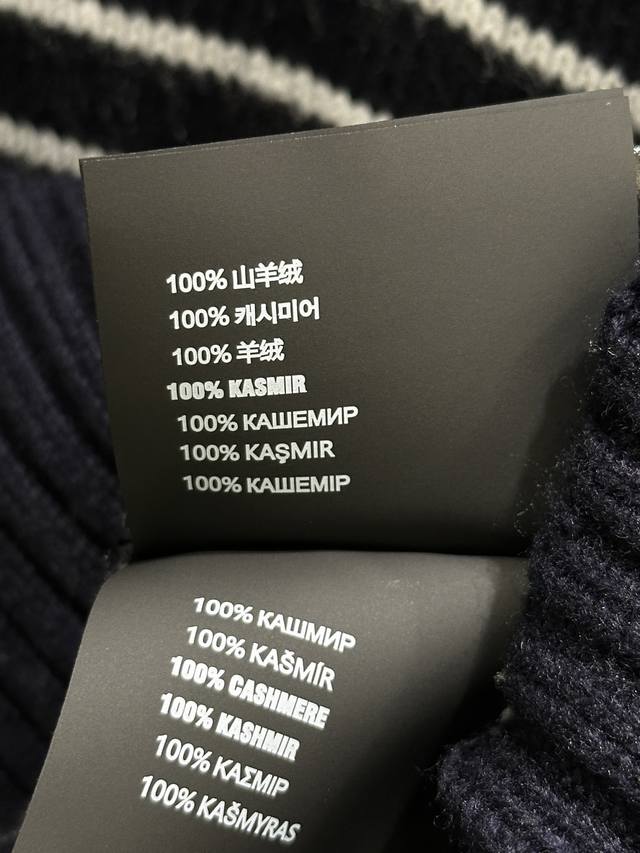 100% 山羊绒
100% 캐시미어
100% 羊绒
100% KASMIR
100% КАШЕМИР
100% KAŞMIR
100% КАШЕМІР
100% КАШМИР
100% KAŠMÍR
100% CASHMERE
100% KASHMIR
100% ΚΑΣΜΙΡ
100% KAŠMYRAS